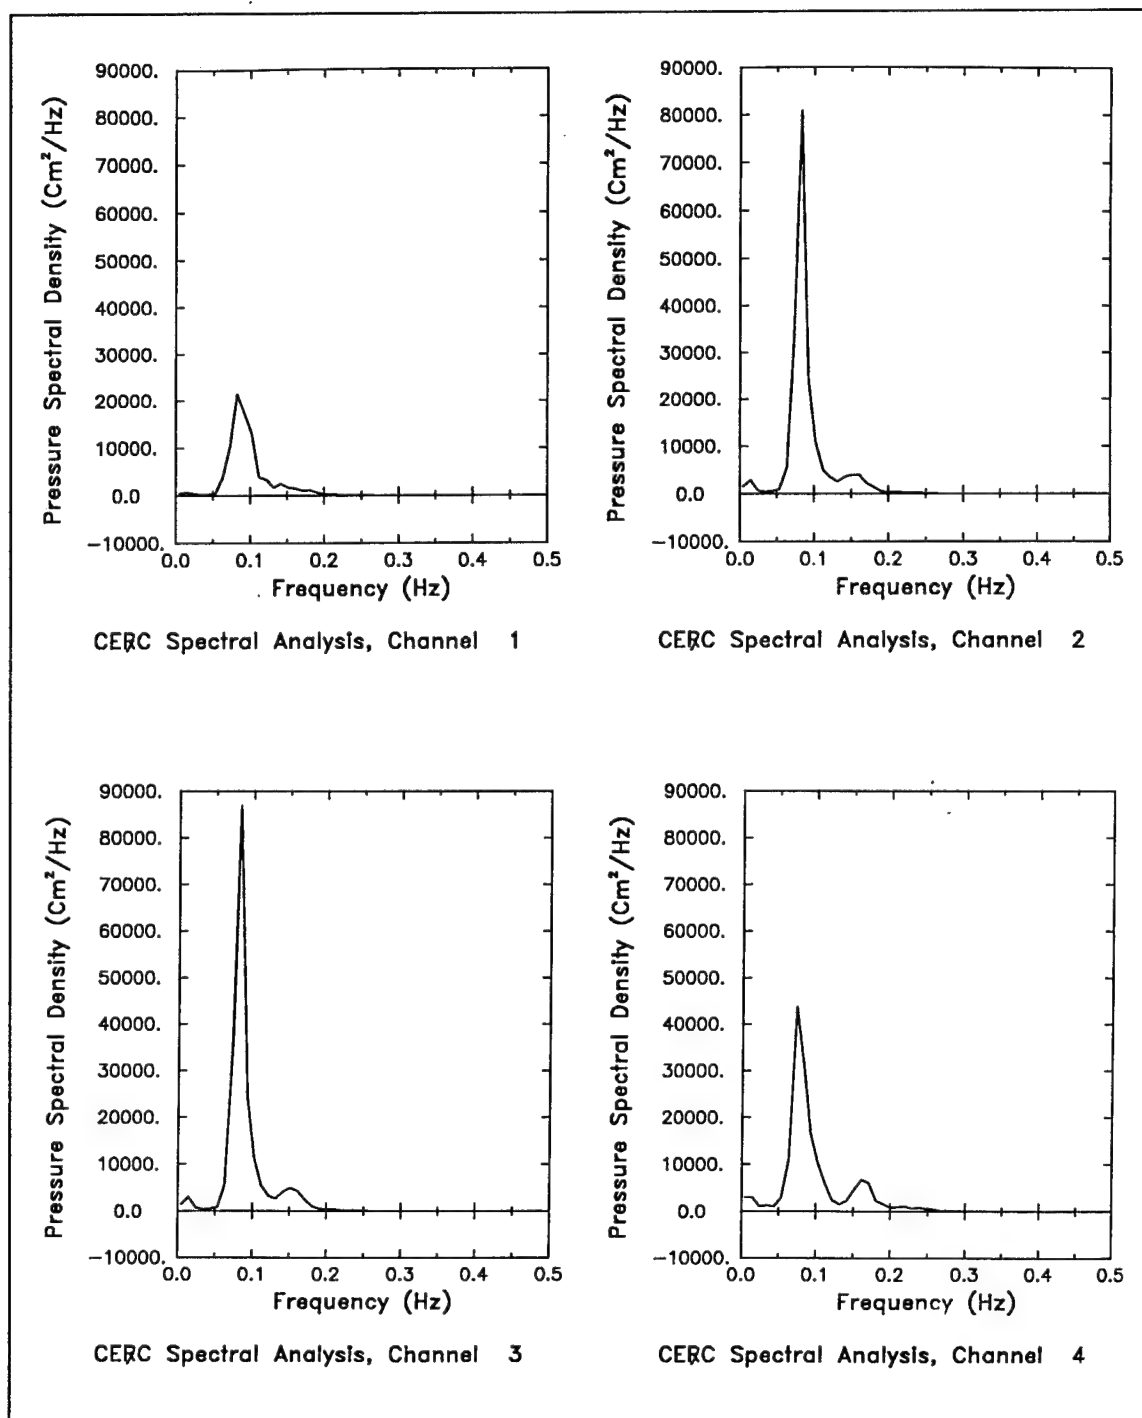 90000.
80000.
70000.
60000.
50000.
40000.
30000.
20000.
10000.
0.0
−10000.
Pressure Spectral Density (Cm²/Hz)
0.0 0.1 0.2 0.3 0.4 0.5
Frequency (Hz)
CERC Spectral Analysis, Channel 1
90000.
80000.
70000.
60000.
50000.
40000.
30000.
20000.
10000.
0.0
−10000.
Pressure Spectral Density (Cm²/Hz)
0.0 0.1 0.2 0.3 0.4 0.5
Frequency (Hz)
CERC Spectral Analysis, Channel 2
90000.
80000.
70000.
60000.
50000.
40000.
30000.
20000.
10000.
0.0
−10000.
Pressure Spectral Density (Cm²/Hz)
0.0 0.1 0.2 0.3 0.4 0.5
Frequency (Hz)
CERC Spectral Analysis, Channel 3
90000.
80000.
70000.
60000.
50000.
40000.
30000.
20000.
10000.
0.0
−10000.
Pressure Spectral Density (Cm²/Hz)
0.0 0.1 0.2 0.3 0.4 0.5
Frequency (Hz)
CERC Spectral Analysis, Channel 4